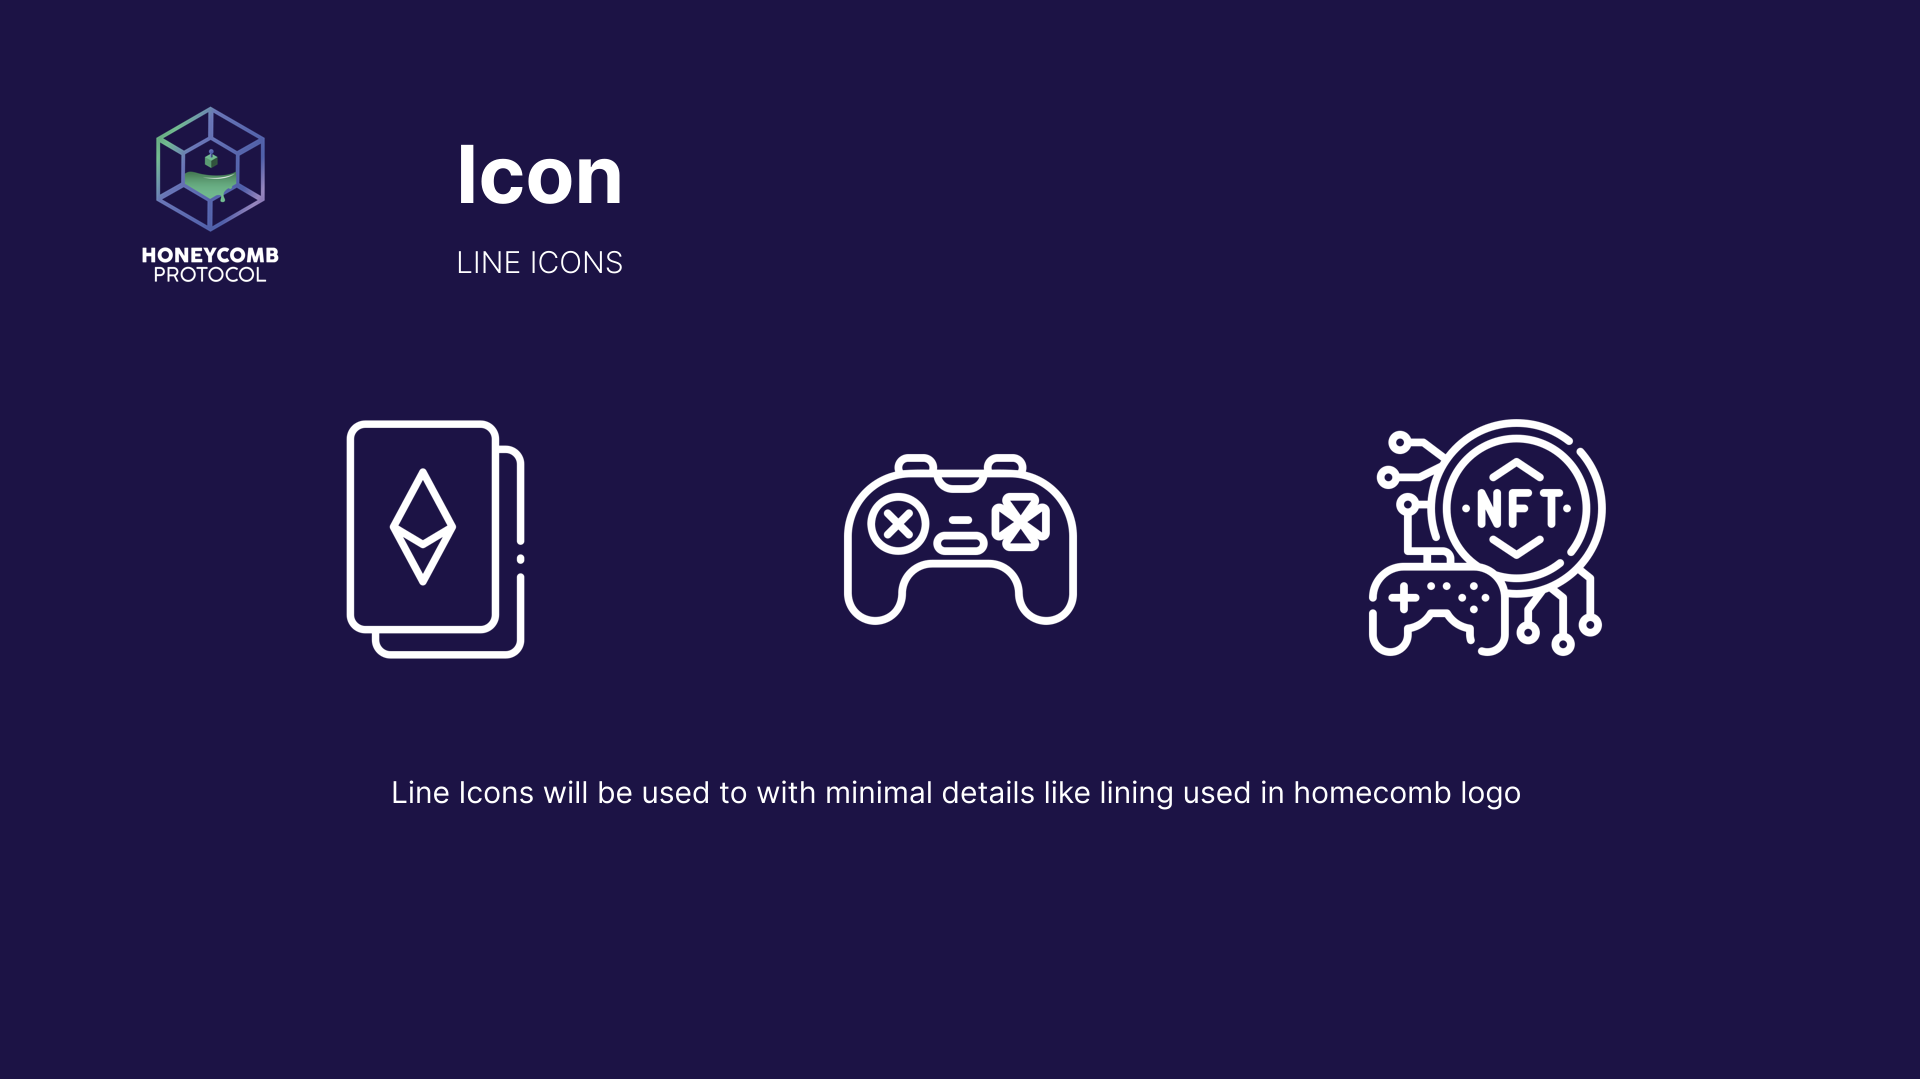 HONEYCOMB
PROTOCOL
Icon
LINE ICONS
NFT
Line Icons will be used to with minimal details like lining used in homecomb logo